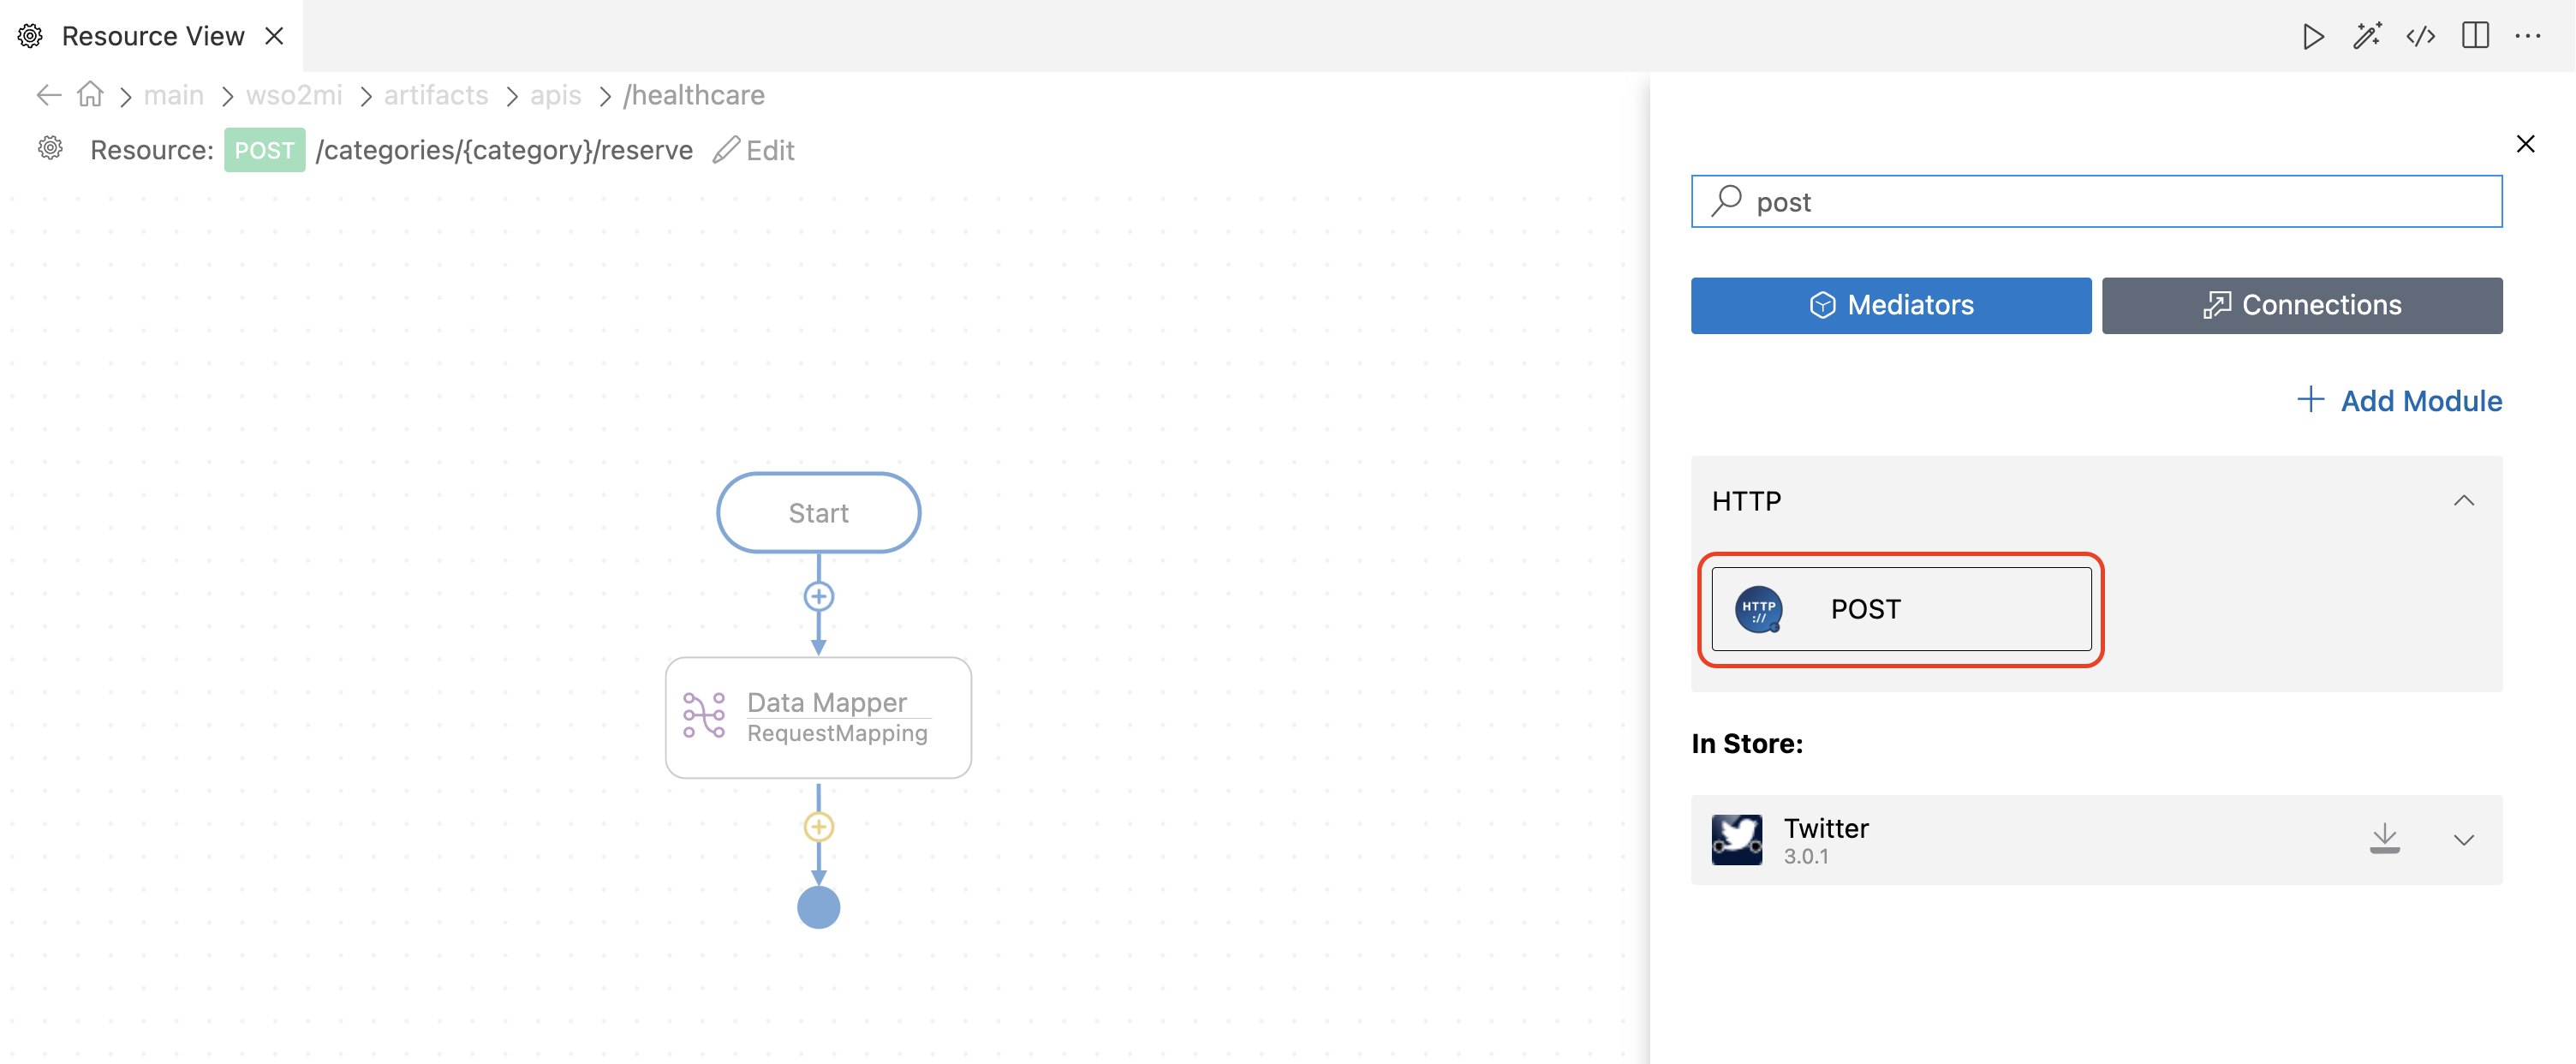 Resource View
main wso2mi artifacts apis /healthcare
Resource: POST /categories/{category}/reserve Edit
Start
Data Mapper
RequestMapping
post
Mediators
Connections
Add Module
HTTP
HTTP
://
POST
In Store:
Twitter
3.0.1